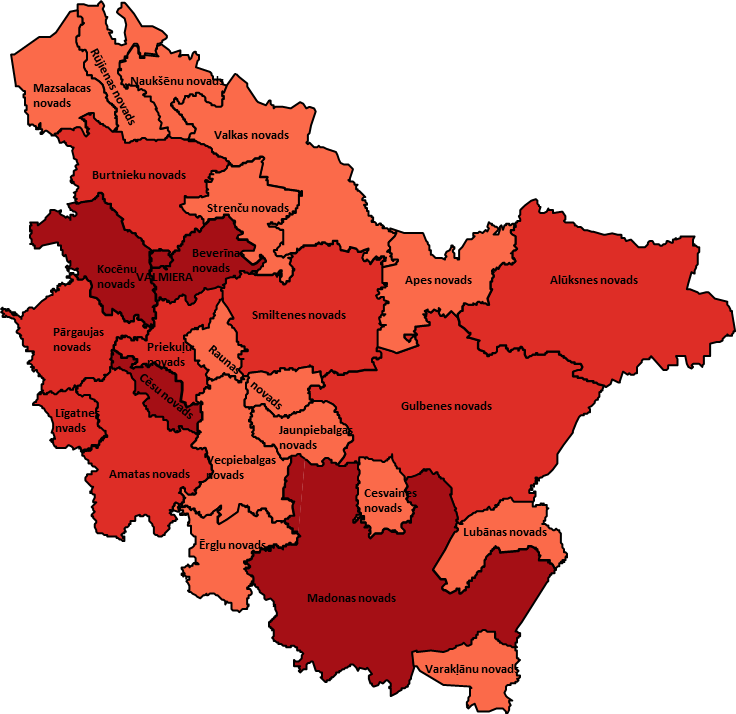 Mazsalacas
novads
Rūjienas novads
Naukšēnu novads
Valkas novads
Burtnieku novads
Strenču novads
Kocēnu
novads
VALMIERA
Beverīnas
novads
Apes novads
Alūksnes novads
Smiltenes novads
Pārgaujas
novads
Priekuļu
novads
Raunas novads
Cēsu novads
Līgatnes
nvads
Gulbenes novads
Jaunpiebalgas
novads
Vecpiebalgas
novads
Amatas novads
Cesvaines
novads
Lubānas novads
Ērgļu novads
Madonas novads
Varakļānu novads